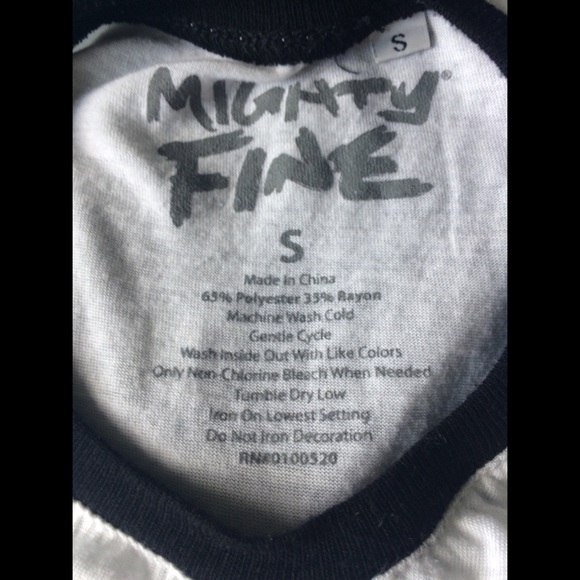 S
MIGHTY®
FINE
S
Made in China
65% Polyester 35% Rayon
Machine Wash Cold
Gentle Cycle
Wash Inside Out With Like Colors
Only Non-Chlorine Bleach When Needed
Tumble Dry Low
Iron On Lowest Setting
Do Not Iron Decoration
RN#0100520